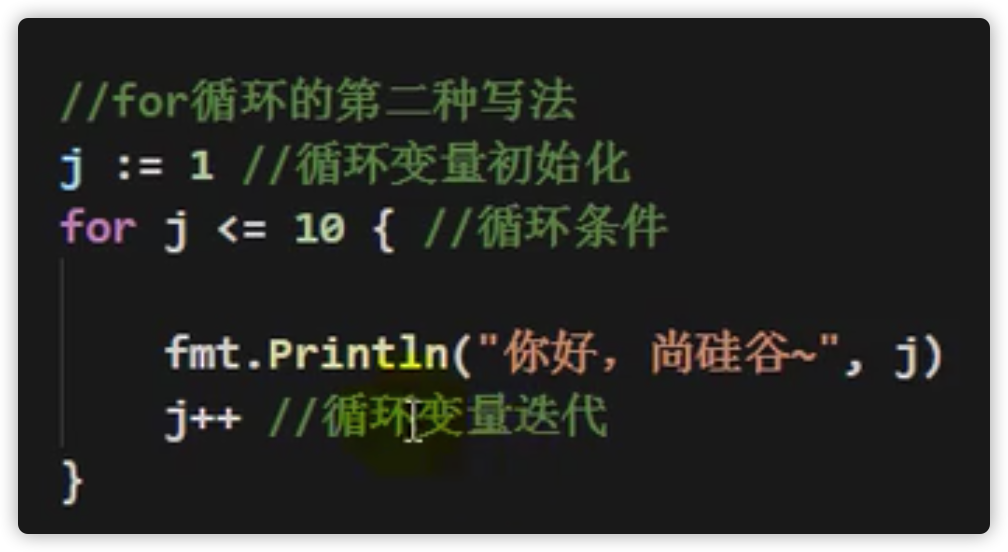 //for循环的第二种写法
j := 1 //循环变量初始化
for j <= 10 { //循环条件
fmt.Println("你好，尚硅谷~", j)
j++ //循环变量迭代
}